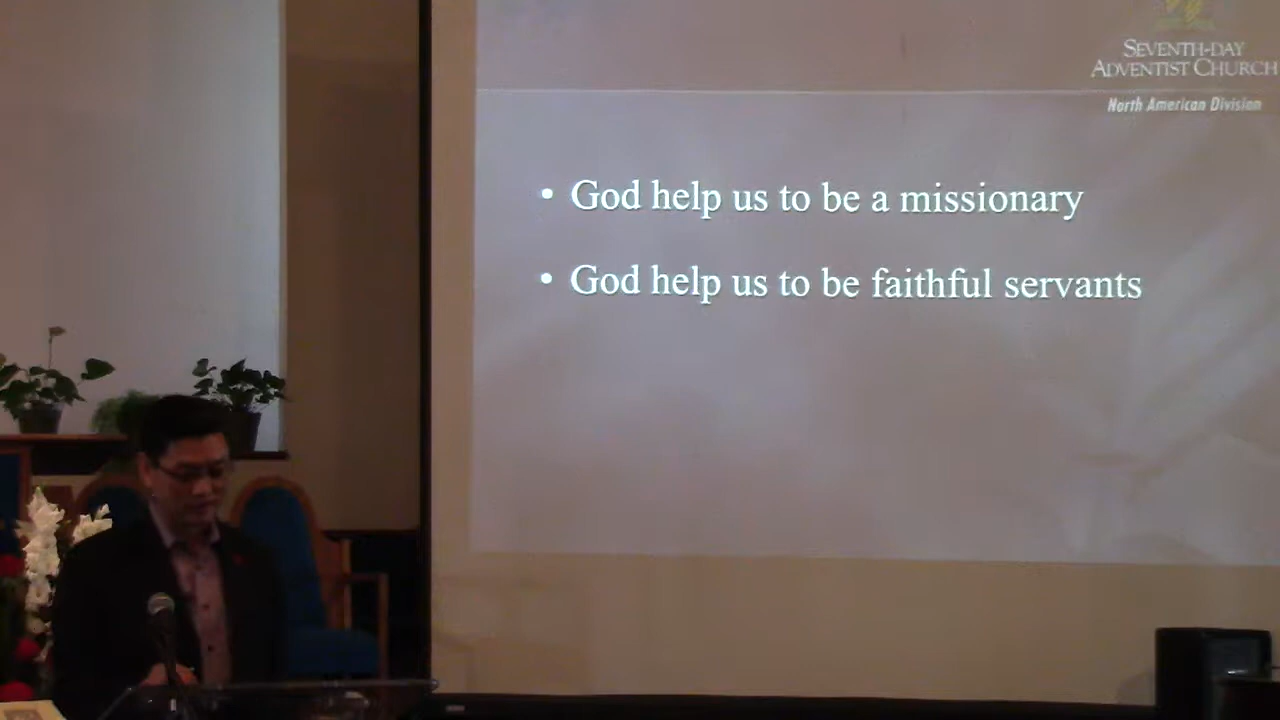 SEVENTH-DAY
ADVENTIST CHURCH
North American Division
• God help us to be a missionary
• God help us to be faithful servants